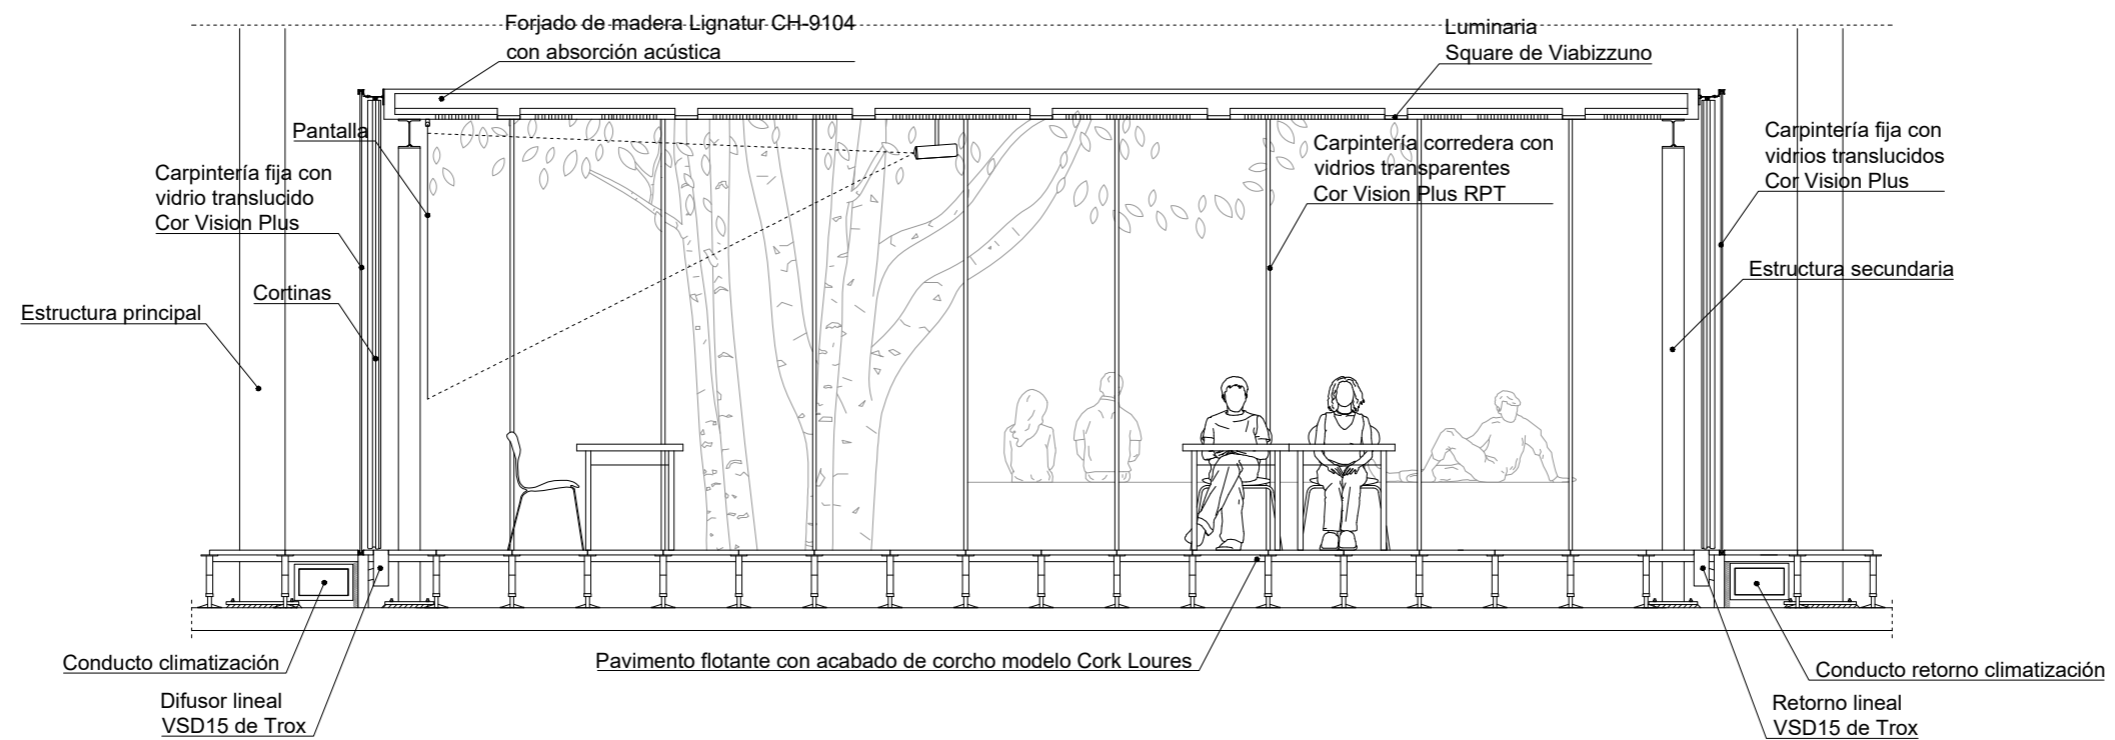 Forjado de madera Lignatur CH-9104
con absorción acústica
Luminaria
Square de Viabizzuno
Pantalla
Carpintería fija con
vidrio translucido
Cor Vision Plus
Carpintería corredera con
vidrios transparentes
Cor Vision Plus RPT
Carpintería fija con
vidrios translucidos
Cor Vision Plus
Estructura secundaria
Cortinas
Estructura principal
Conducto climatización
Pavimento flotante con acabado de corcho modelo Cork Loures
Conducto retorno climatización
Difusor lineal
VSD15 de Trox
Retorno lineal
VSD15 de Trox